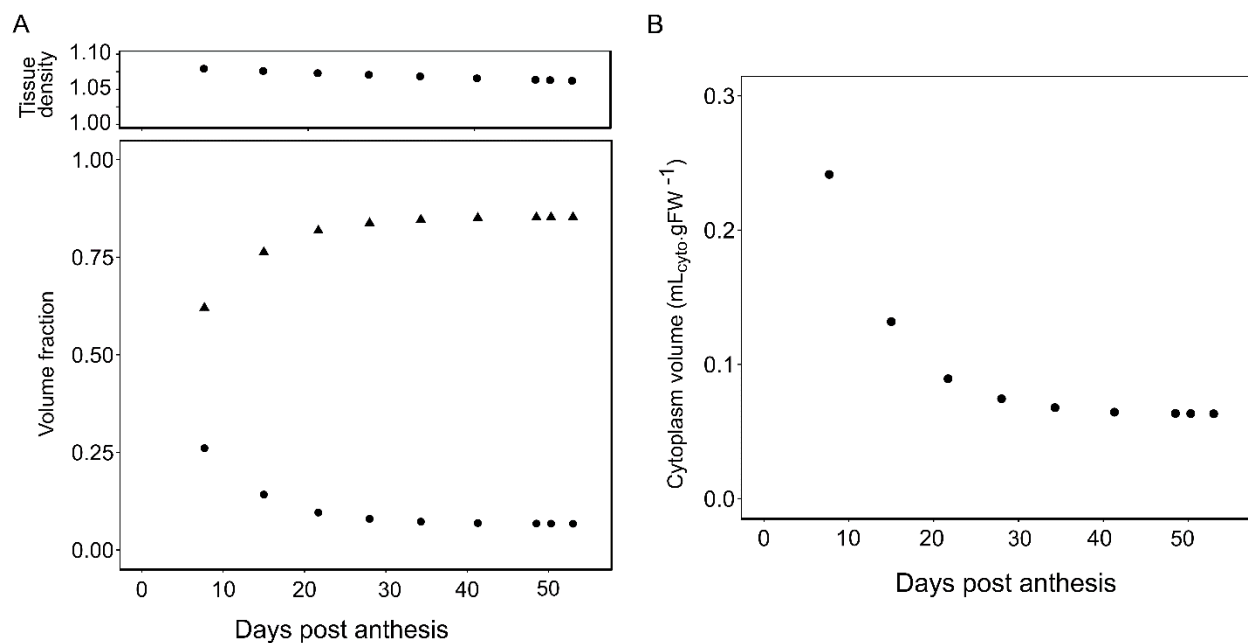 A
Tissue
density
1.10
1.05
1.00
Volume fraction
1.00
0.75
0.50
0.25
0.00
0 10 20 30 40 50
Days post anthesis
B
Cytoplasm volume (mLcyto·gFW -1)
0.3
0.2
0.1
0.0
0 10 20 30 40 50
Days post anthesis